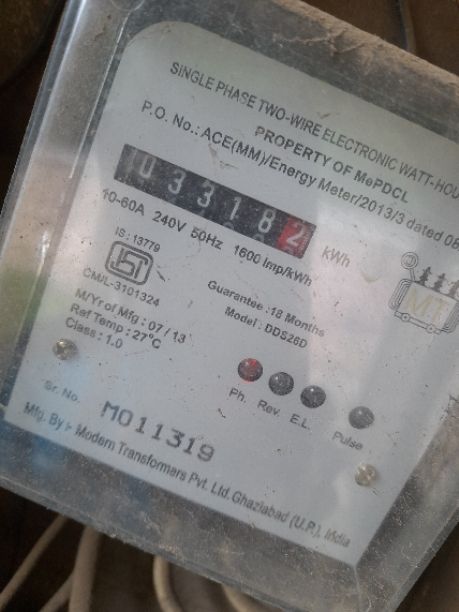 SINGLE PHASE TWO-WIRE ELECTRONIC WATT-HOU
PROPERTY OF MePDCL
P.O. No.: ACE(MM)/Energy Meter/2013/3 dated 08
033182 kWh
10-60A 240V 50Hz 1600 Imp/kWh
IS : 13779
CM/L-3101324
M/Yr of Mfg : 07 / 13
Ref Temp : 27°C
Class : 1.0
Guarantee : 18 Months
Model : DDS26D
MT
Ph. Rev. E.L. Pulse
Sr. No. M011319
Mfg. By :- Modern Transformers Pvt. Ltd. Ghaziabad (U.P.), India